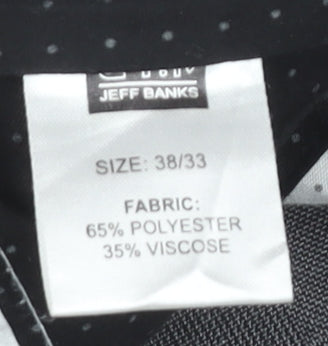 JEFF BANKS
SIZE: 38/33
FABRIC:
65% POLYESTER
35% VISCOSE